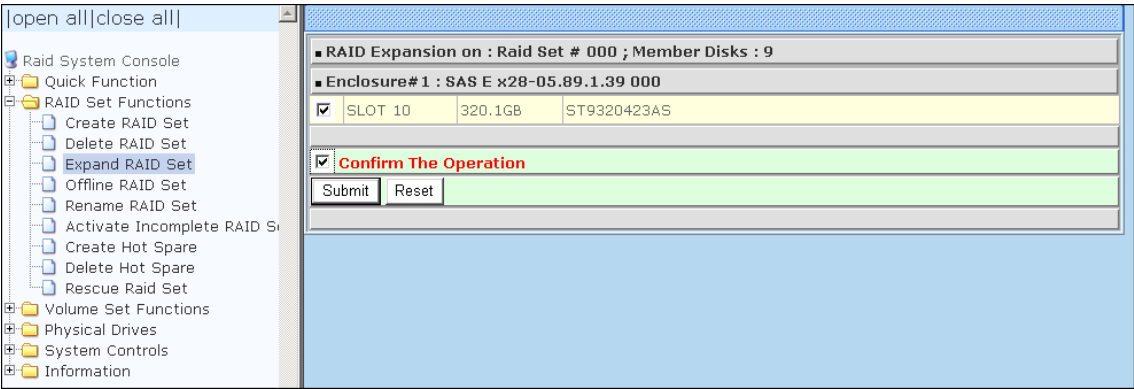 |open all|close all|
Raid System Console
Quick Function
RAID Set Functions
Create RAID Set
Delete RAID Set
Expand RAID Set
Offline RAID Set
Rename RAID Set
Activate Incomplete RAID S
Create Hot Spare
Delete Hot Spare
Rescue Raid Set
Volume Set Functions
Physical Drives
System Controls
Information
RAID Expansion on : Raid Set # 000 ; Member Disks : 9
Enclosure#1 : SAS E x28-05.89.1.39 000
SLOT 10 320.1GB ST9320423AS
Confirm The Operation
Submit Reset